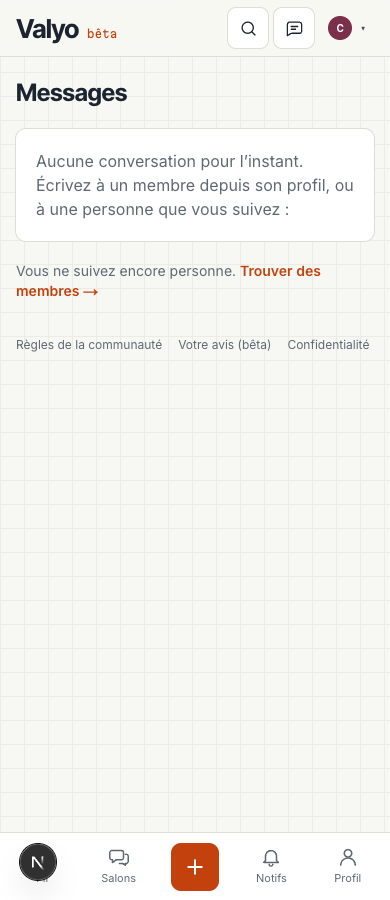 Valyo bêta
C
Messages
Aucune conversation pour l’instant.
Écrivez à un membre depuis son profil, ou
à une personne que vous suivez :
Vous ne suivez encore personne. Trouver des
membres →
Règles de la communauté Votre avis (bêta) Confidentialité
N
Salons Notifs Profil